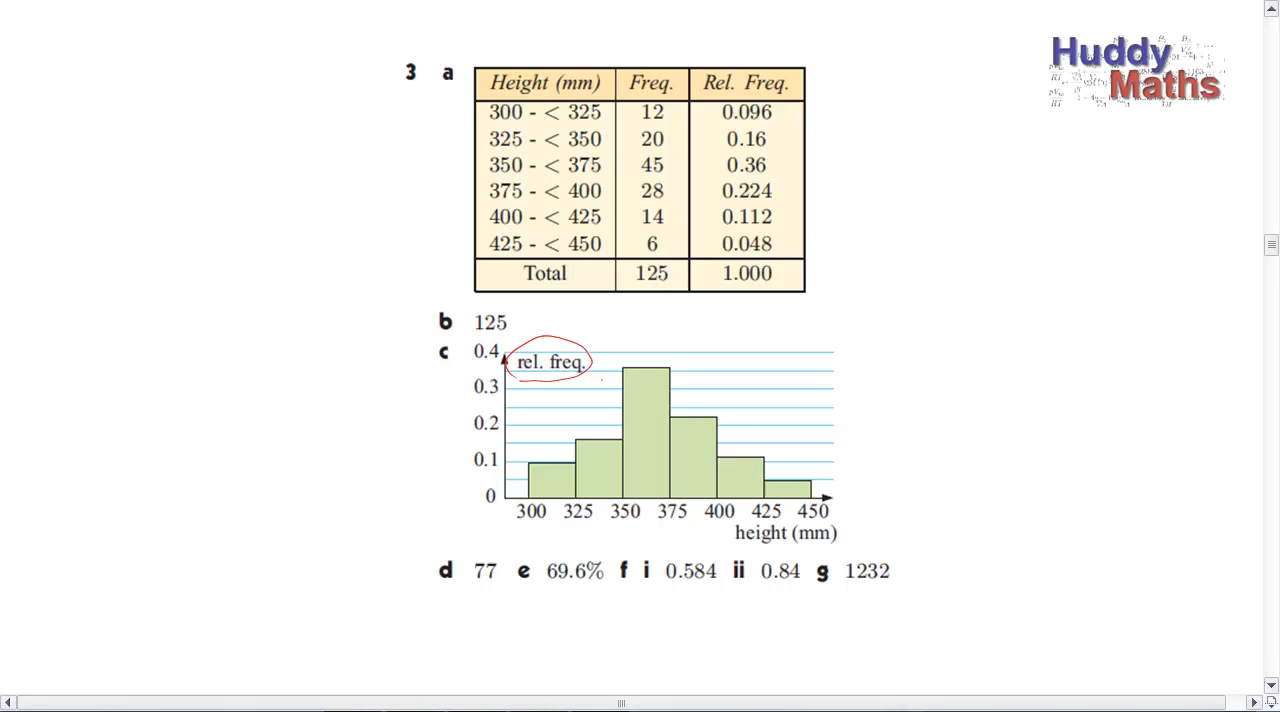 Huddy
Maths
3 a
Height (mm) Freq. Rel. Freq.
300 - < 325 12 0.096
325 - < 350 20 0.16
350 - < 375 45 0.36
375 - < 400 28 0.224
400 - < 425 14 0.112
425 - < 450 6 0.048
Total 125 1.000
b 125
c 0.4 rel. freq.
0.3
0.2
0.1
0
300 325 350 375 400 425 450
height (mm)
d 77 e 69.6% f i 0.584 ii 0.84 g 1232